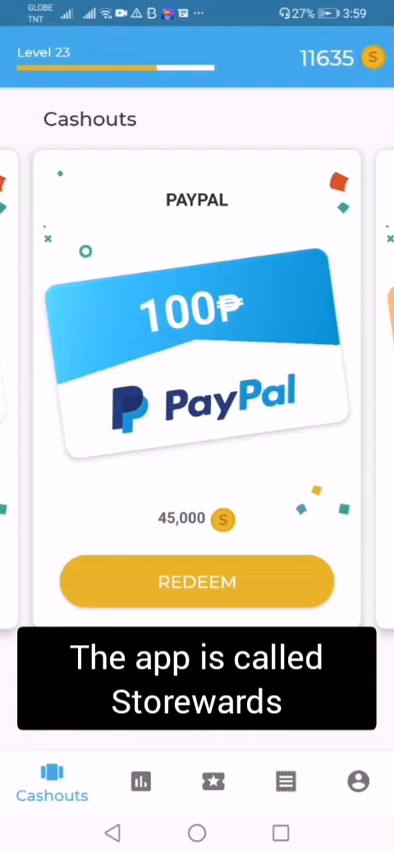 GLOBE
TNT
27%
3:59
Level 23
11635
S
Cashouts
PAYPAL
100₱
PayPal
45,000 S
REDEEM
The app is called
Storewards
Cashouts